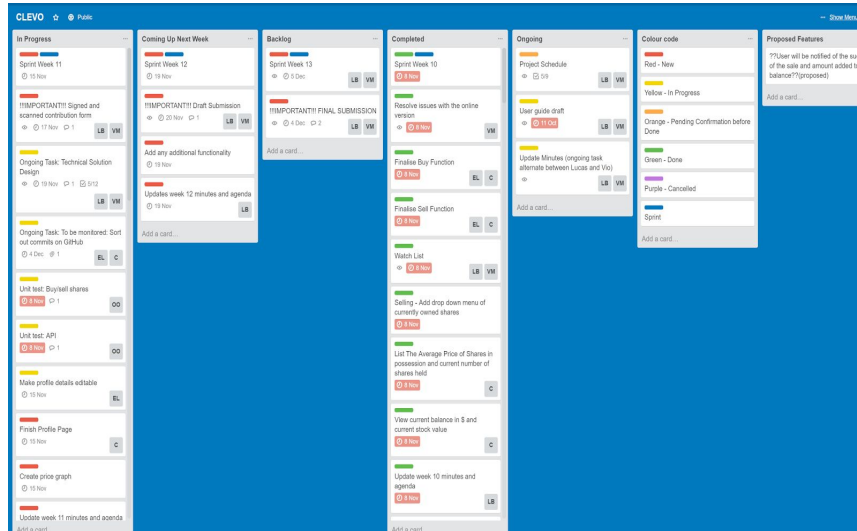 CLEVO
Public
Show Menu
In Progress
Sprint Week 11
15 Nov
!!!IMPORTANT!!! Signed and
scanned contribution form
17 Nov 1
LB VM
Ongoing Task: Technical Solution
Design
19 Nov 1 5/12
LB VM
Ongoing Task: To be monitored: Sort
out commits on GitHub
4 Dec 1
EL C
Unit test: Buy/sell shares
8 Nov 1
OO
Unit test: API
8 Nov 1
OO
Make profile details editable
15 Nov
EL
Finish Profile Page
15 Nov
C
Create price graph
15 Nov
Update week 11 minutes and agenda
Add a card...
Coming Up Next Week
Sprint Week 12
19 Nov
!!!IMPORTANT!!! Draft Submission
20 Nov 1
LB VM
Add any additional functionality
19 Nov
Updates week 12 minutes and agenda
19 Nov
LB
Add a card...
Backlog
Sprint Week 13
5 Dec
LB VM
!!!IMPORTANT!!! FINAL SUBMISSION
4 Dec 2
LB VM
Add a card...
Completed
Sprint Week 10
8 Nov
Resolve issues with the online
version
8 Nov
VM
Finalise Buy Function
8 Nov
EL C
Finalise Sell Function
8 Nov
EL C
Watch List
8 Nov
LB VM
Selling - Add drop down menu of
currently owned shares
8 Nov
List The Average Price of Shares in
possession and current number of
shares held
8 Nov
C
View current balance in $ and
current stock value
8 Nov
C
Update week 10 minutes and
agenda
8 Nov
LB
Add a card...
Ongoing
Project Schedule
5/9
LB VM
User guide draft
11 Oct
LB VM
Update Minutes (ongoing task
alternate between Lucas and Vio)
LB VM
Add a card...
Colour code
Red - New
Yellow - In Progress
Orange - Pending Confirmation before
Done
Green - Done
Purple - Cancelled
Sprint
Add a card...
Proposed Features
??User will be notified of the su
of the sale and amount added to
balance??(proposed)
Add a card...